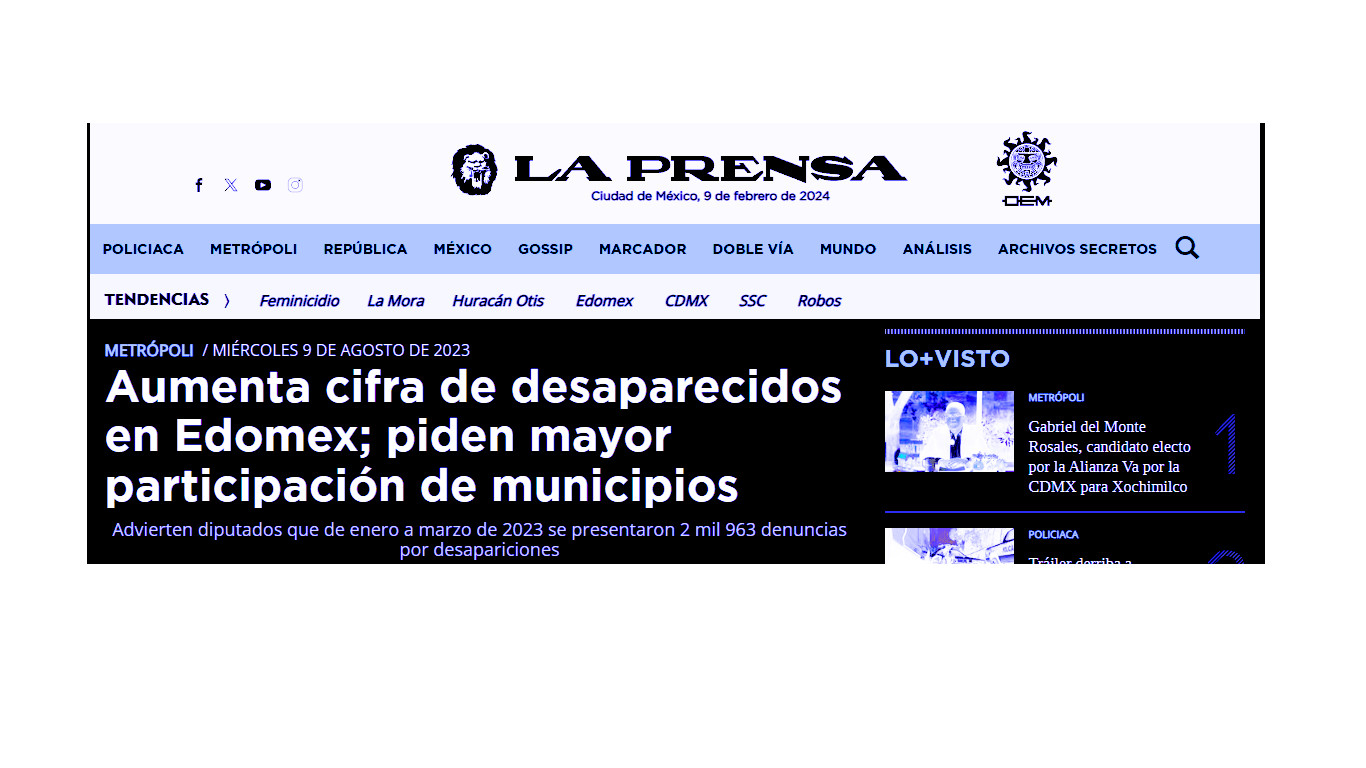 LA PRENSA
Ciudad de México, 9 de febrero de 2024
OEM
POLICIACA METRÓPOLI REPÚBLICA MÉXICO GOSSIP MARCADOR DOBLE VÍA MUNDO ANÁLISIS ARCHIVOS SECRETOS
TENDENCIAS Feminicidio La Mora Huracán Otis Edomex CDMX SSC Robos
METRÓPOLI / MIÉRCOLES 9 DE AGOSTO DE 2023
Aumenta cifra de desaparecidos
en Edomex; piden mayor
participación de municipios
Advierten diputados que de enero a marzo de 2023 se presentaron 2 mil 963 denuncias
por desapariciones
LO+VISTO
METRÓPOLI
Gabriel del Monte
Rosales, candidato electo
por la Alianza Va por la
CDMX para Xochimilco
1
POLICIACA
Tráiler derriba a